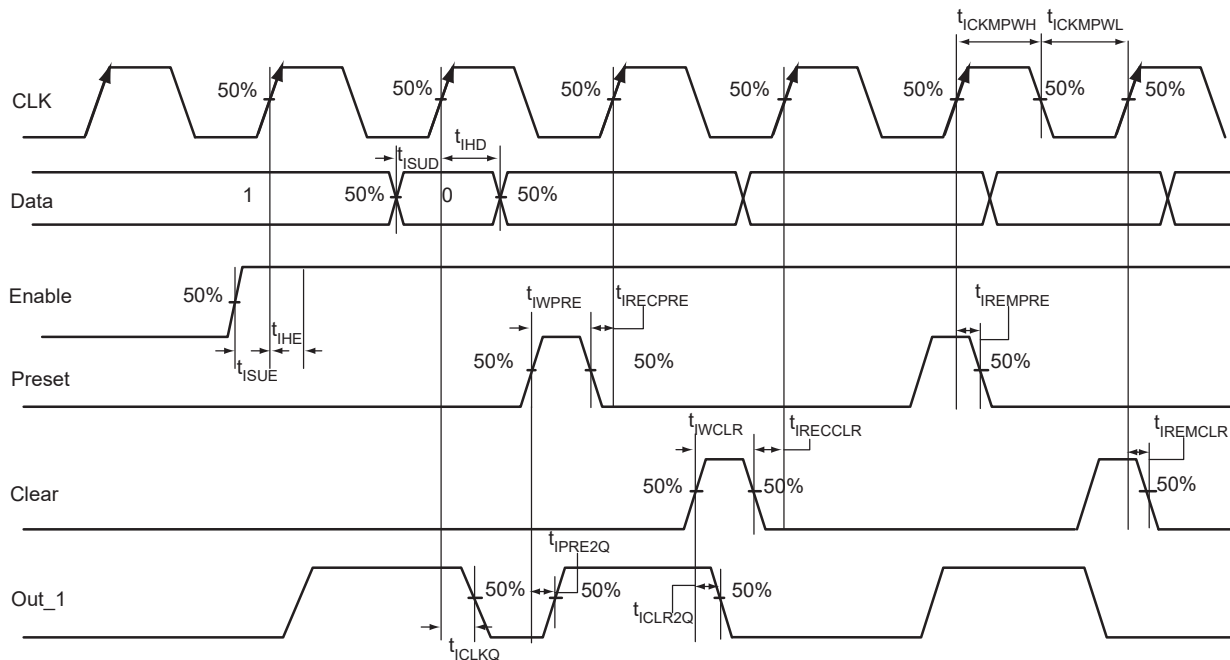 tICKMPWH tICKMPWL
CLK 50% 50% 50% 50% 50% 50% 50%
tISUD tIHD
Data 1 50% 0 50%
Enable 50%
tIHE
tISUE
tIWPRE tIRECPRE tIREMPRE
Preset 50% 50% 50%
tIWCLR tIRECCLR tIREMCLR
Clear 50% 50% 50%
tIPRE2Q
Out_1 50% 50% 50%
tICLR2Q
tICLKQ